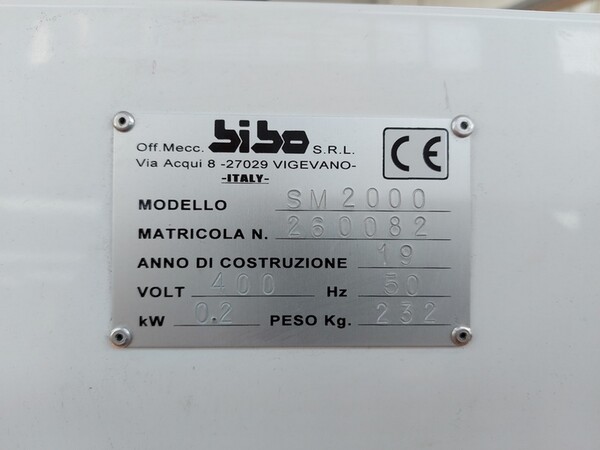 Off. Mecc. bibo S.R.L.
Via Acqui 8 -27029 VIGEVANO-
-ITALY-
CE
MODELLO SM2000
MATRICOLA N. 260082
ANNO DI COSTRUZIONE 19
VOLT 400 Hz 50
kW 0.2 PESO Kg. 232